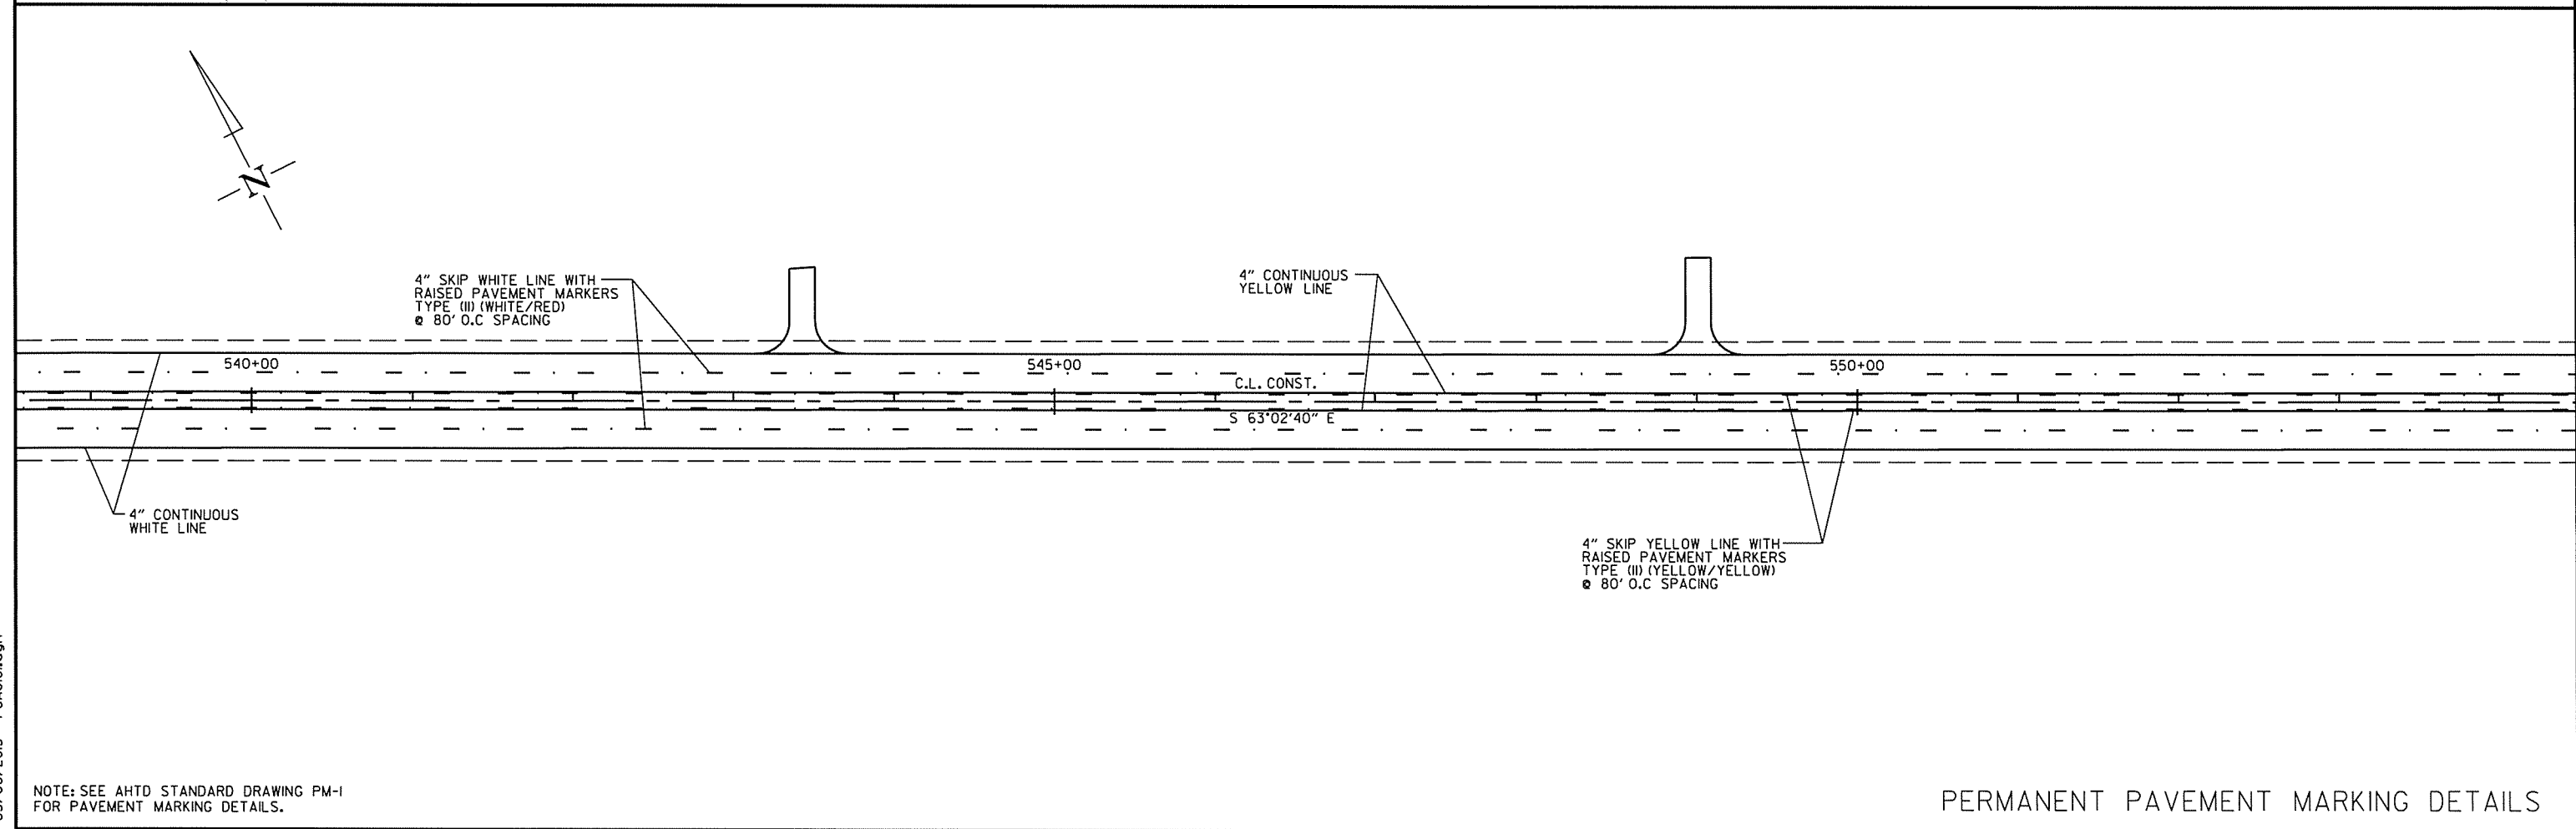 N
4" SKIP WHITE LINE WITH
RAISED PAVEMENT MARKERS
TYPE (II) (WHITE/RED)
@ 80' O.C SPACING
4" CONTINUOUS
YELLOW LINE
540+00
545+00
550+00
C.L. CONST.
S 63°02'40" E
4" CONTINUOUS
WHITE LINE
4" SKIP YELLOW LINE WITH
RAISED PAVEMENT MARKERS
TYPE (II) (YELLOW/YELLOW)
@ 80' O.C SPACING
NOTE: SEE AHTD STANDARD DRAWING PM-1
FOR PAVEMENT MARKING DETAILS.
PERMANENT PAVEMENT MARKING DETAILS